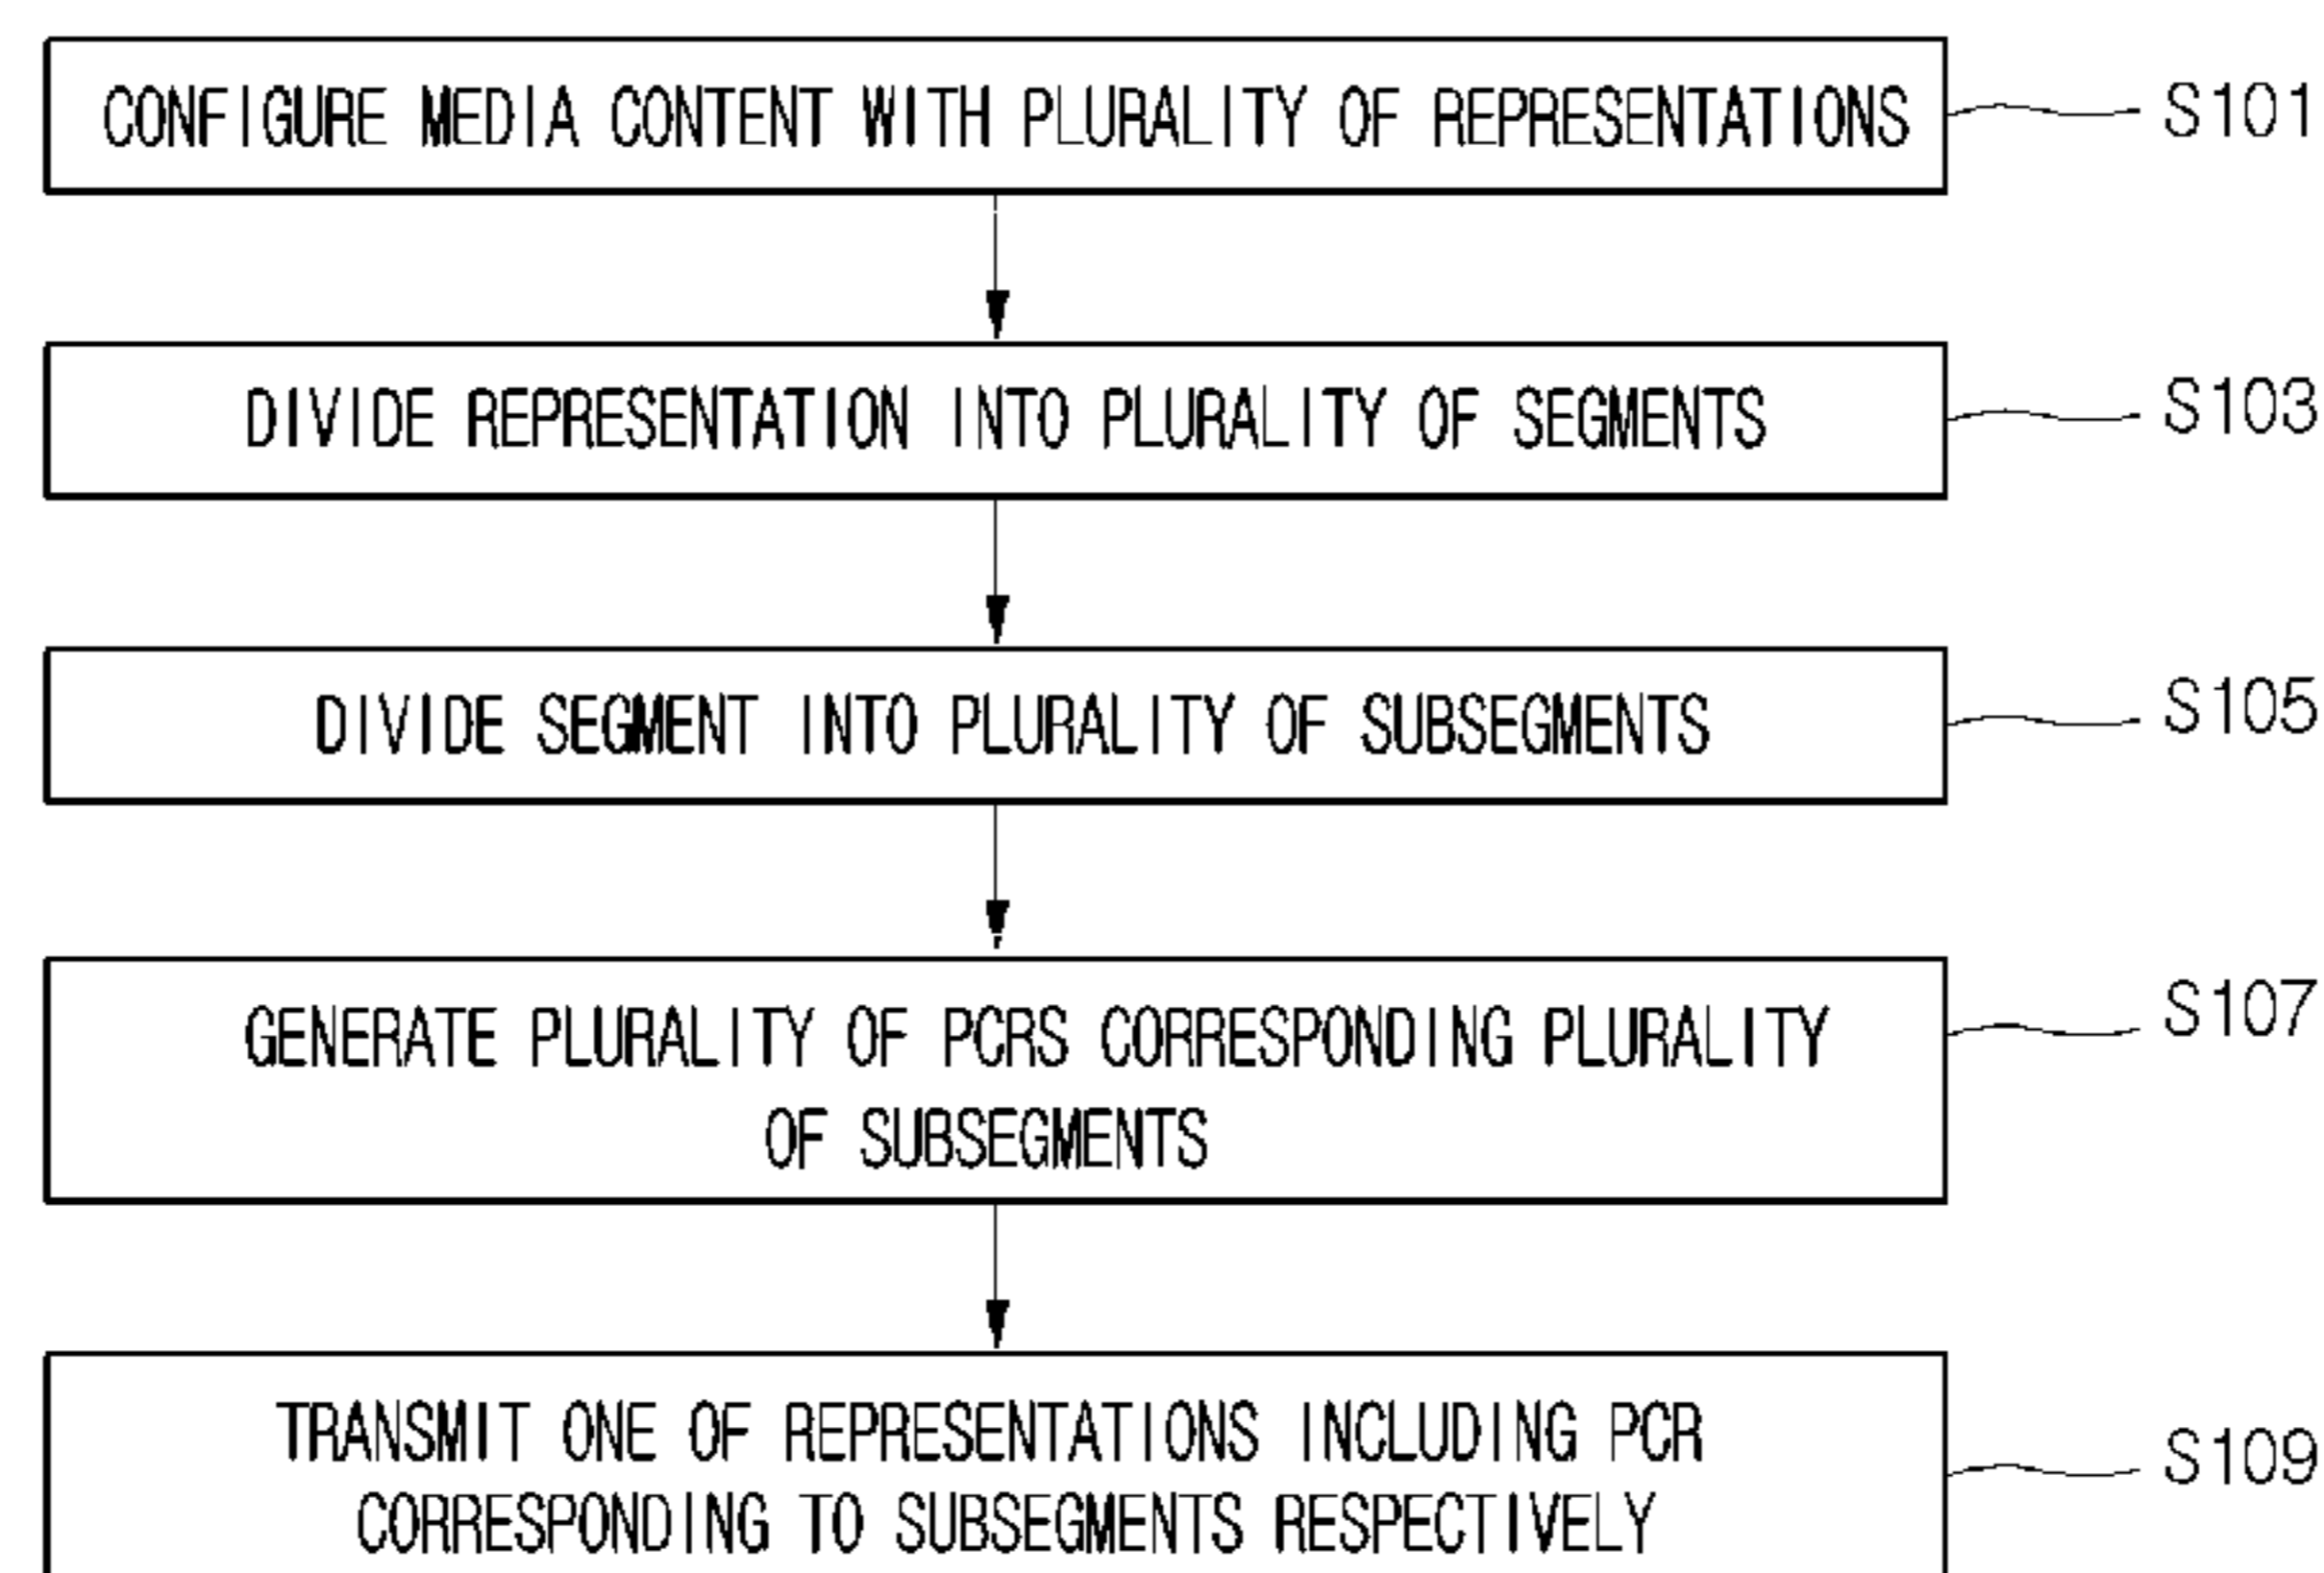 CONFIGURE MEDIA CONTENT WITH PLURALITY OF REPRESENTATIONS
S101
DIVIDE REPRESENTATION INTO PLURALITY OF SEGMENTS
S103
DIVIDE SEGMENT INTO PLURALITY OF SUBSEGMENTS
S105
GENERATE PLURALITY OF PCRS CORRESPONDING PLURALITY
OF SUBSEGMENTS
S107
TRANSMIT ONE OF REPRESENTATIONS INCLUDING PCR
CORRESPONDING TO SUBSEGMENTS RESPECTIVELY
S109